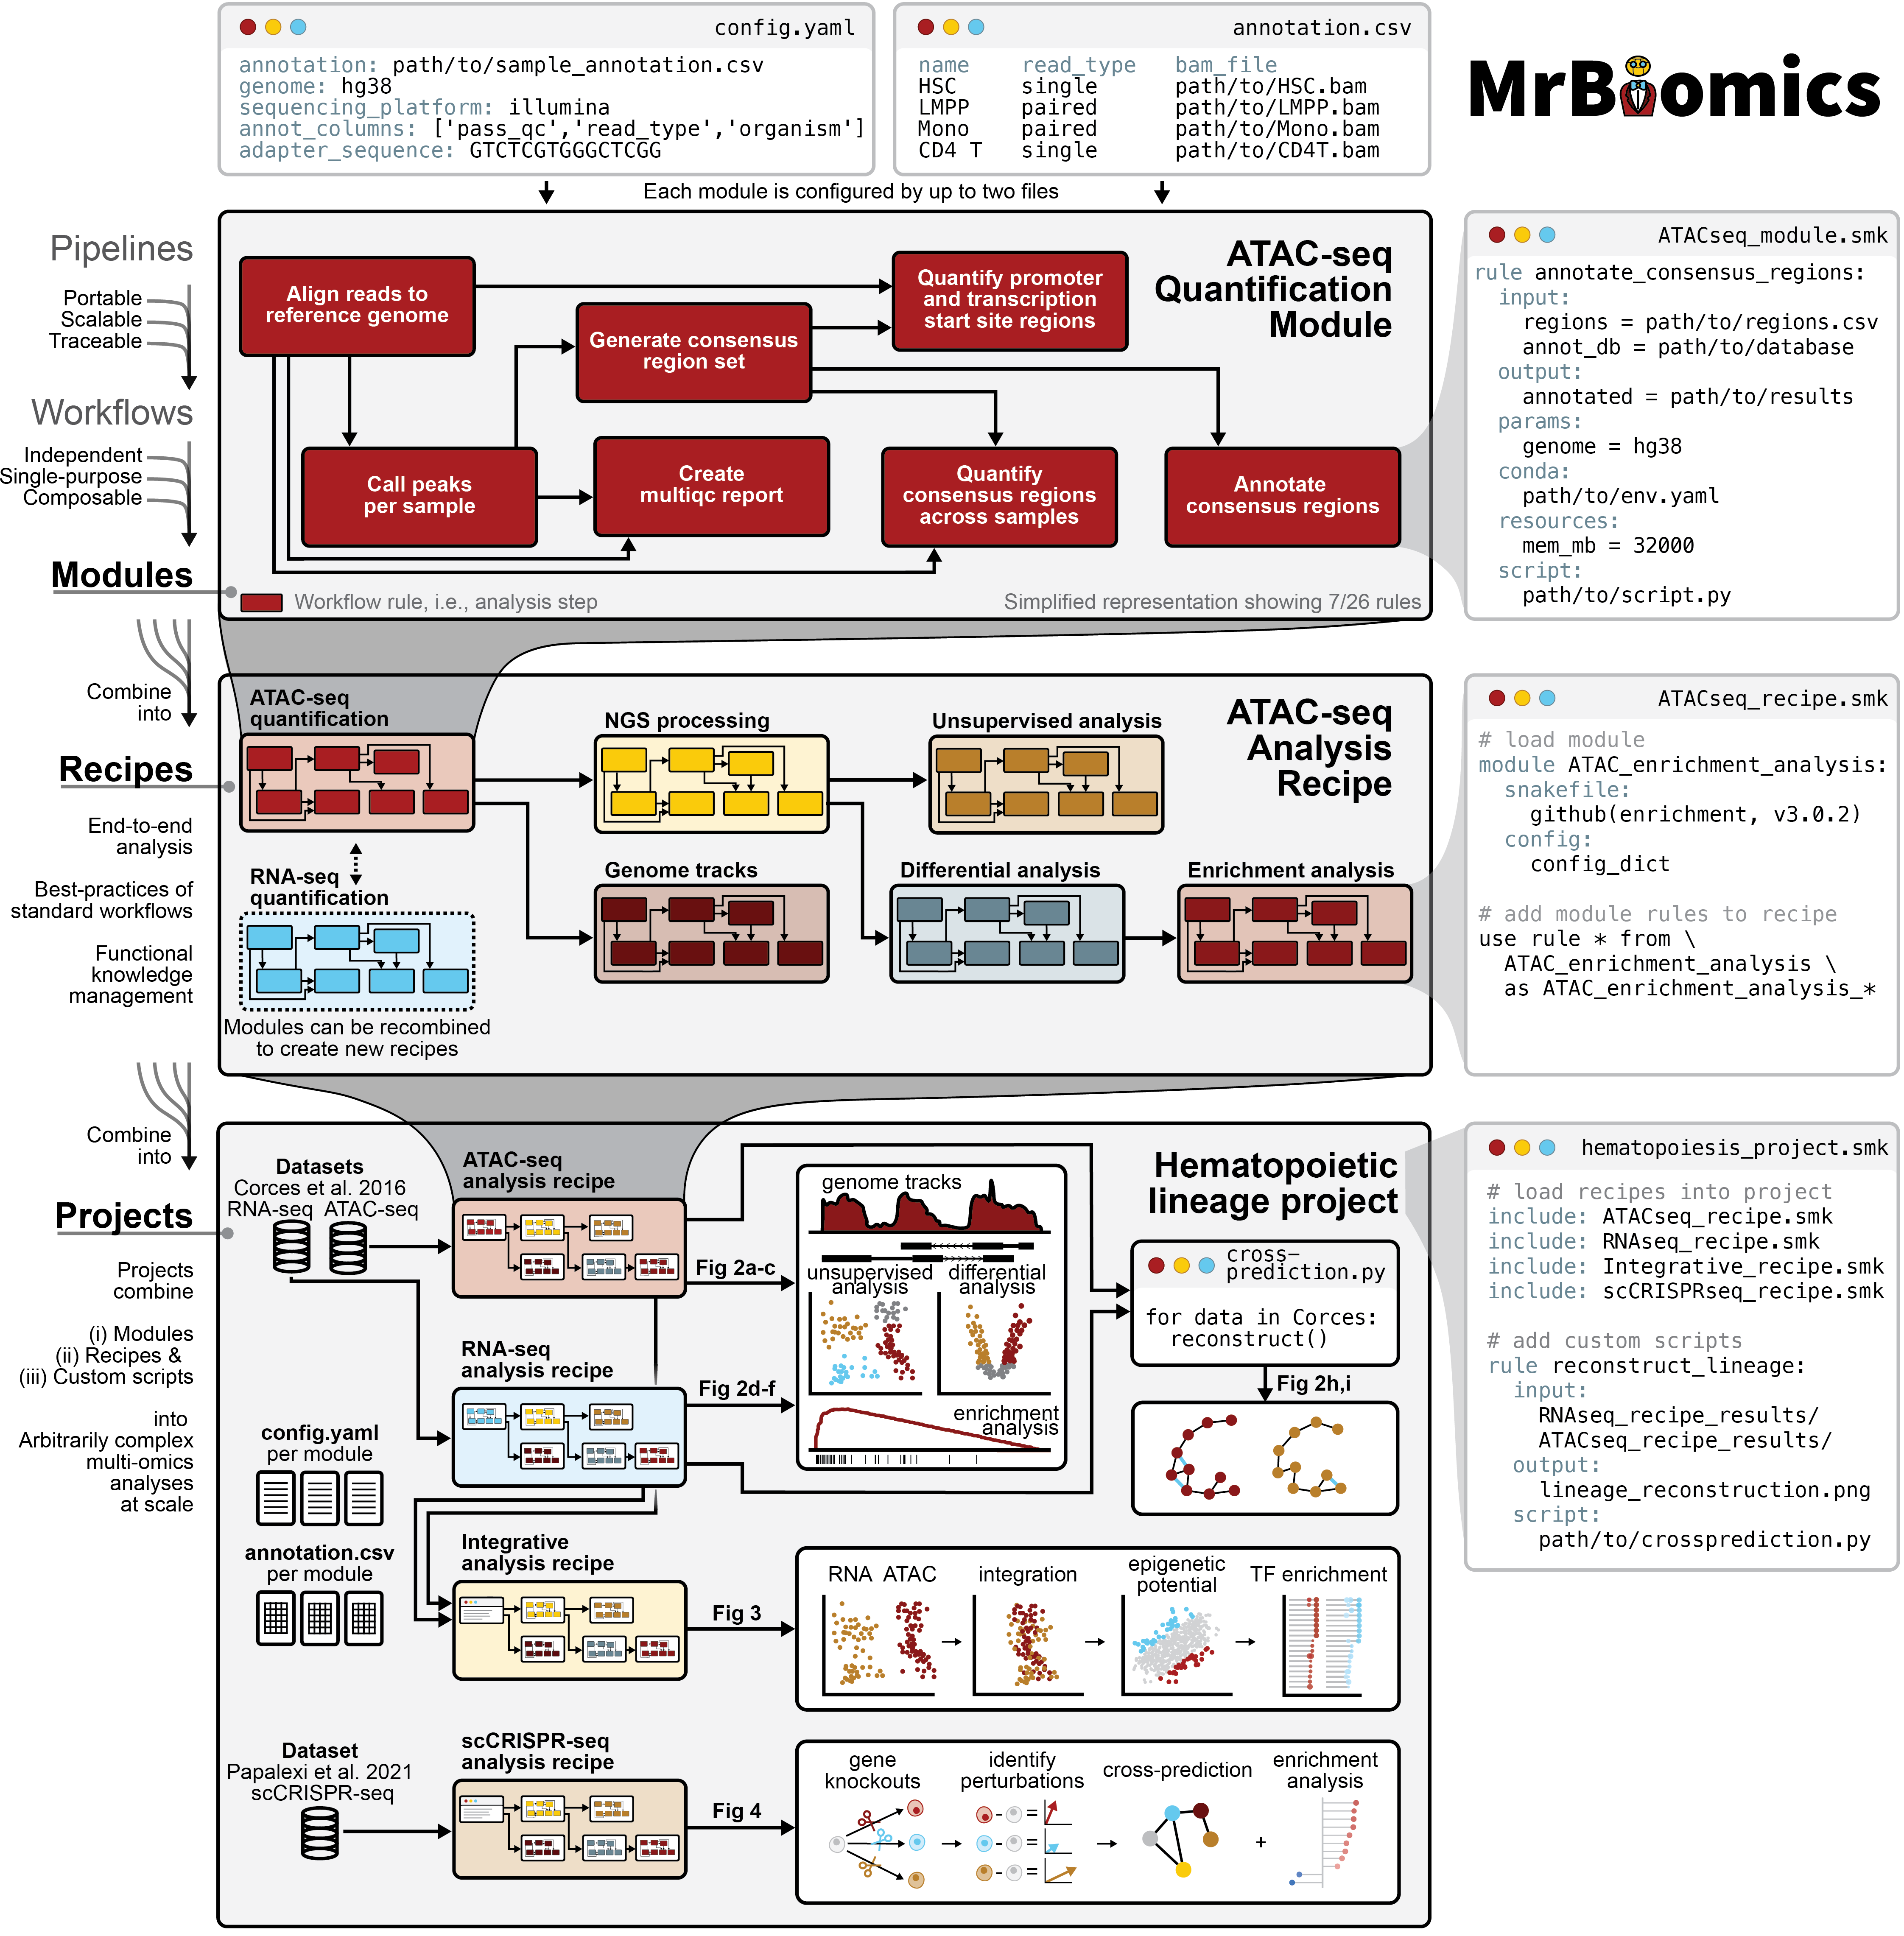 config.yaml
annotation: path/to/sample_annotation.csv
genome: hg38
sequencing_platform: illumina
annot_columns: ['pass_qc','read_type','organism']
adapter_sequence: GTCTCGTGGGCTCGG
annotation.csv
name read_type bam_file
HSC single path/to/HSC.bam
LMPP paired path/to/LMPP.bam
Mono paired path/to/Mono.bam
CD4 T single path/to/CD4T.bam
MrBiomics
Each module is configured by up to two files
Pipelines
Portable
Scalable
Traceable
Workflows
Independent
Single-purpose
Composable
Modules
ATAC-seq
Quantification
Module
Align reads to
reference genome
Quantify promoter
and transcription
start site regions
Generate consensus
region set
Call peaks
per sample
Create
multiqc report
Quantify
consensus regions
across samples
Annotate
consensus regions
Workflow rule, i.e., analysis step
Simplified representation showing 7/26 rules
ATACseq_module.smk
rule annotate_consensus_regions:
input:
regions = path/to/regions.csv
annot_db = path/to/database
output:
annotated = path/to/results
params:
genome = hg38
conda:
path/to/env.yaml
resources:
mem_mb = 32000
script:
path/to/script.py
Combine
into
Recipes
End-to-end
analysis
Best-practices of
standard workflows
Functional
knowledge
management
ATAC-seq
Analysis
Recipe
ATAC-seq
quantification
NGS processing
Unsupervised analysis
RNA-seq
quantification
Genome tracks
Differential analysis
Enrichment analysis
Modules can be recombined
to create new recipes
ATACseq_recipe.smk
# load module
module ATAC_enrichment_analysis:
snakefile:
github(enrichment, v3.0.2)
config:
config_dict
# add module rules to recipe
use rule * from \
ATAC_enrichment_analysis \
as ATAC_enrichment_analysis_*
Combine
into
Projects
Projects
combine
(i) Modules
(ii) Recipes &
(iii) Custom scripts
into
Arbitrarily complex
multi-omics
analyses
at scale
Hematopoietic
lineage project
Datasets
Corces et al. 2016
RNA-seq ATAC-seq
ATAC-seq
analysis recipe
Fig 2a-c
RNA-seq
analysis recipe
Fig 2d-f
genome tracks
unsupervised
analysis
differential
analysis
enrichment
analysis
cross-
prediction.py
for data in Corces:
reconstruct()
Fig 2h,i
config.yaml
per module
annotation.csv
per module
Integrative
analysis recipe
Fig 3
RNA ATAC
integration
epigenetic
potential
TF enrichment
Dataset
Papalexi et al. 2021
scCRISPR-seq
scCRISPR-seq
analysis recipe
Fig 4
gene
knockouts
identify
perturbations
- =
- =
- =
cross-prediction
+
enrichment
analysis
hematopoiesis_project.smk
# load recipes into project
include: ATACseq_recipe.smk
include: RNAseq_recipe.smk
include: Integrative_recipe.smk
include: scCRISPRseq_recipe.smk
# add custom scripts
rule reconstruct_lineage:
input:
RNAseq_recipe_results/
ATACseq_recipe_results/
output:
lineage_reconstruction.png
script:
path/to/crossprediction.py